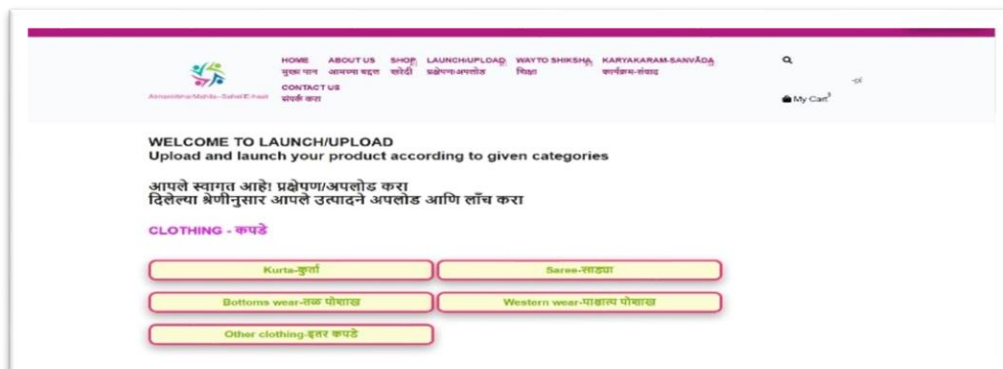 HOME ABOUT US SHOP LAUNCH/UPLOAD WAYTO SHIKSHA KARYAKARAM-SANVĀDA
मुख्य पान आमच्या बद्दल खरेदी प्रक्षेपण-अपलोड शिक्षा कार्यक्रम-संवाद
CONTACT US
संपर्क करा
My Cart
WELCOME TO LAUNCH/UPLOAD
Upload and launch your product according to given categories
आपले स्वागत आहे! प्रक्षेपण/अपलोड करा
दिलेल्या श्रेणीनुसार आपले उत्पादने अपलोड आणि लाँच करा
CLOTHING - कपडे
Kurta-कुर्ता
Saree-साड्या
Bottoms wear-तळ पोशाख
Western wear-पाश्चात्य पोशाख
Other clothing-इतर कपडे